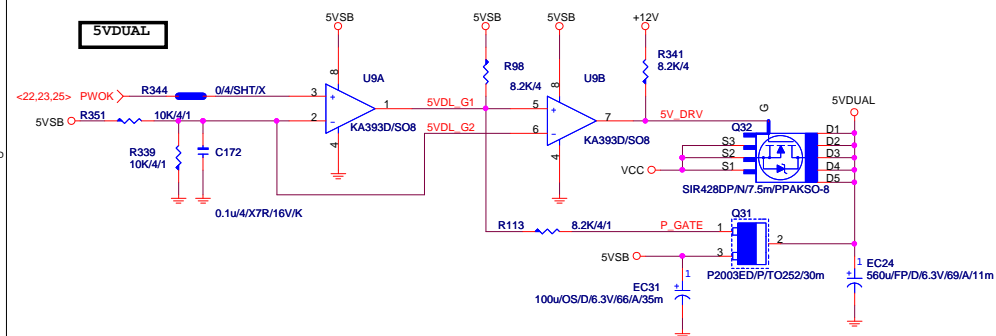 5VDUAL
5VSB
5VSB
5VSB
+12V
U9A
R98
8.2K/4
U9B
R341
8.2K/4
<22,23,25> PWOK
R344
0/4/SHT/X
8
3
+
1
2
-
4
KA393D/SO8
5VDL_G1
5VDL_G2
8
5
+
7
6
-
4
KA393D/SO8
5V_DRV
G
5VDUAL
5VSB
R351
10K/4/1
R339
10K/4/1
C172
0.1u/4/X7R/16V/K
Q32
S3
S2
S1
D1
D2
D3
D4
D5
VCC
SIR428DP/N/7.5m/PPAKSO-8
R113
8.2K/4/1
P_GATE
Q31
1
2
3
5VSB
P2003ED/P/TO252/30m
EC31
1
+
100u/OS/D/6.3V/66/A/35m
1
+
EC24
560u/FP/D/6.3V/69/A/11m